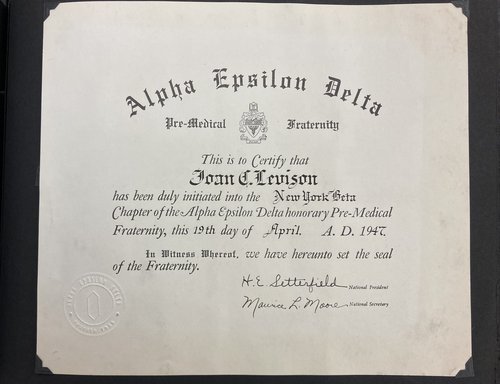 Alpha Epsilon Delta
Pre-Medical Fraternity
This is to Certify that
Joan C. Levison
has been duly initiated into the New York Beta
Chapter of the Alpha Epsilon Delta honorary Pre-Medical
Fraternity, this 19th day of April. A. D. 1947.
In Witness Whereof, we have hereunto set the seal
of the Fraternity.
H. E. Setterfield National President
Maurice L. Moore National Secretary